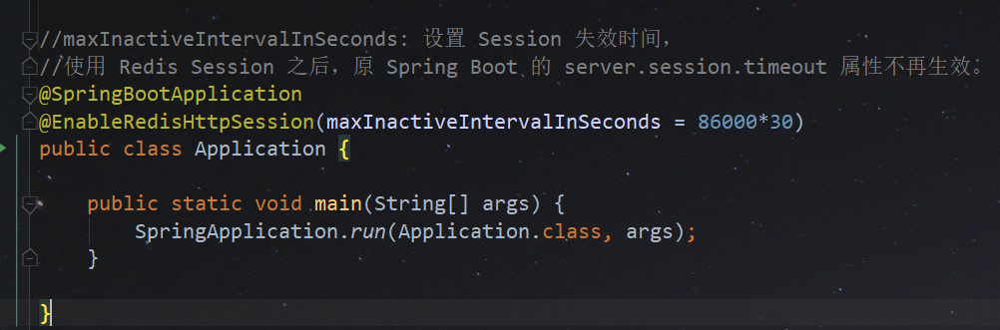 //maxInactiveIntervalInSeconds: 设置 Session 失效时间,
//使用 Redis Session 之后，原 Spring Boot 的 server.session.timeout 属性不再生效。
@SpringBootApplication
@EnableRedisHttpSession(maxInactiveIntervalInSeconds = 86000*30)
public class Application {
public static void main(String[] args) {
SpringApplication.run(Application.class, args);
}
}